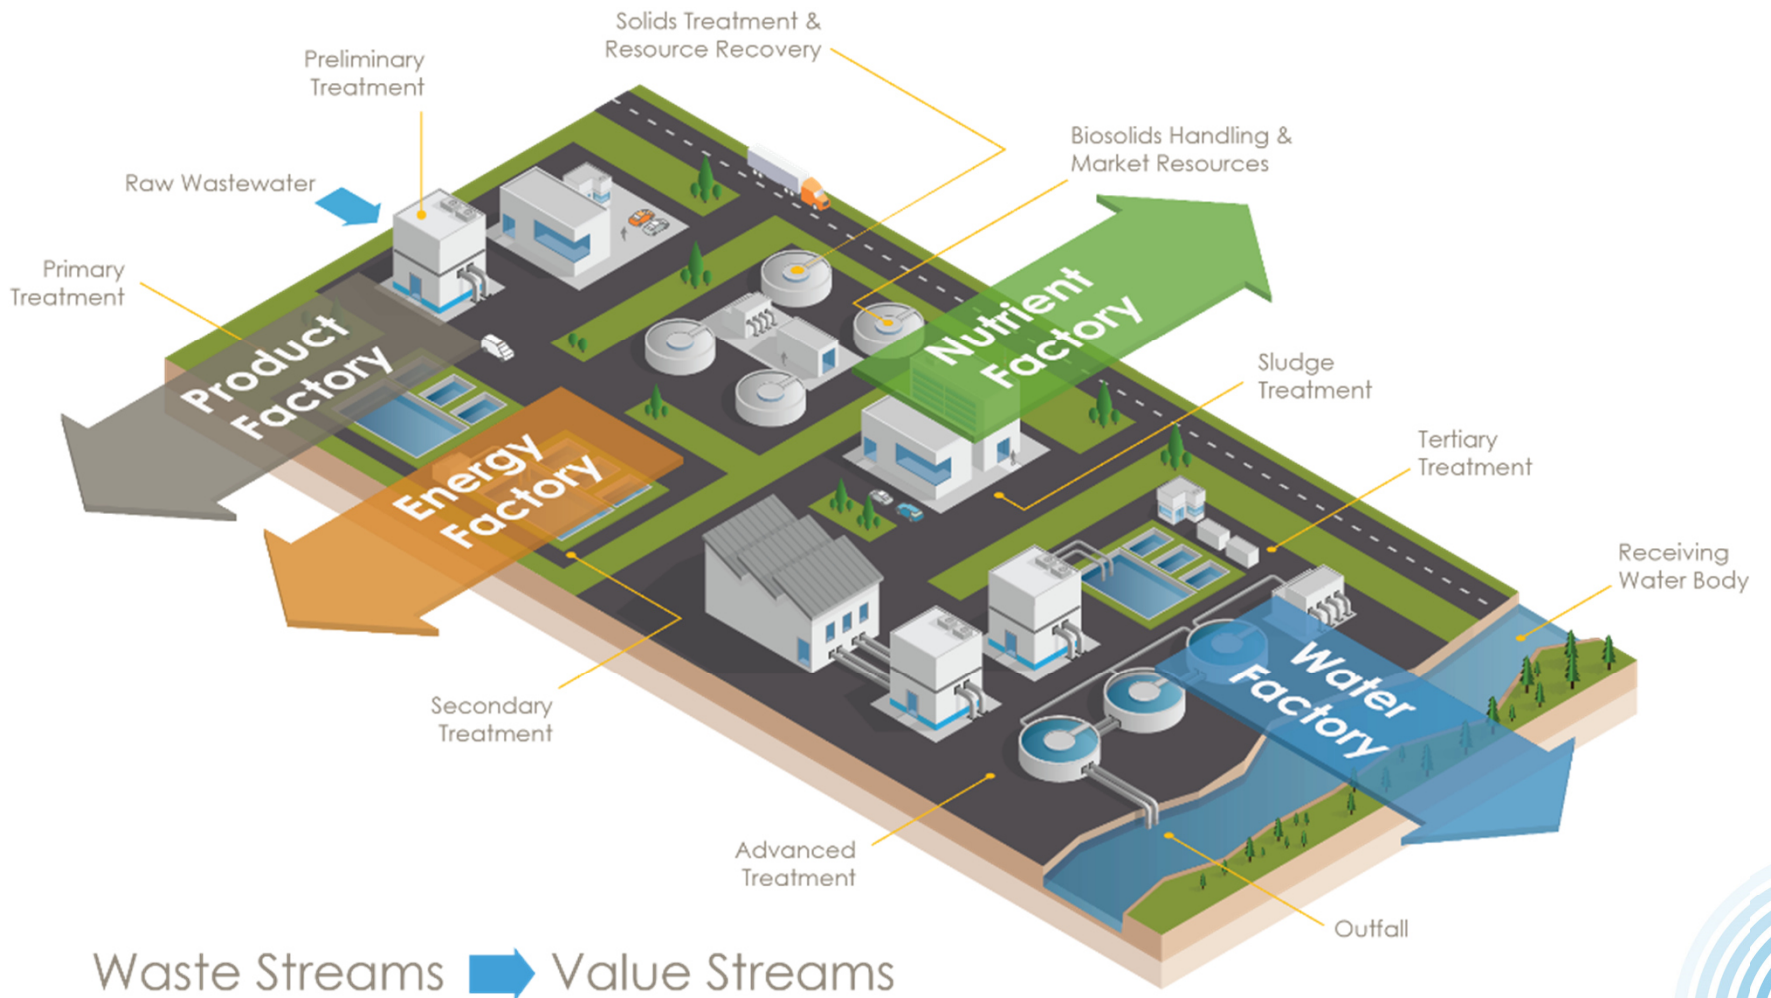 Solids Treatment &
Resource Recovery
Preliminary
Treatment
Biosolids Handling &
Market Resources
Raw Wastewater
Primary
Treatment
Product
Factory
Nutrient
Factory
Energy
Factory
Sludge
Treatment
Tertiary
Treatment
Receiving
Water Body
Water
Factory
Secondary
Treatment
Advanced
Treatment
Outfall
Waste Streams
Value Streams